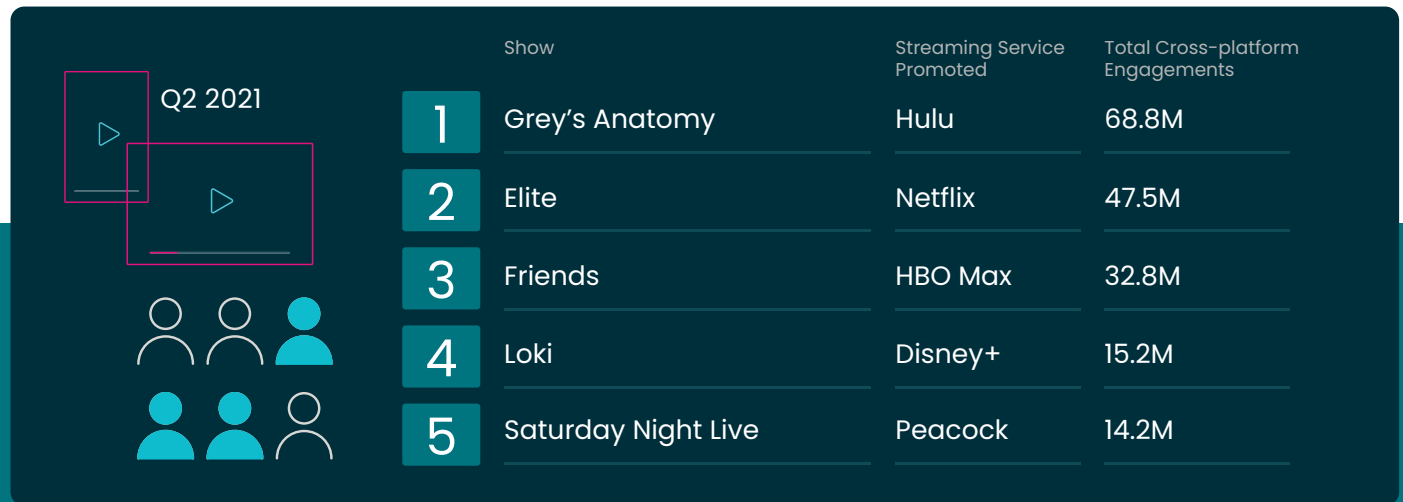 Show
Streaming Service
Promoted
Total Cross-platform
Engagements
Q2 2021
1 Grey’s Anatomy Hulu 68.8M
2 Elite Netflix 47.5M
3 Friends HBO Max 32.8M
4 Loki Disney+ 15.2M
5 Saturday Night Live Peacock 14.2M